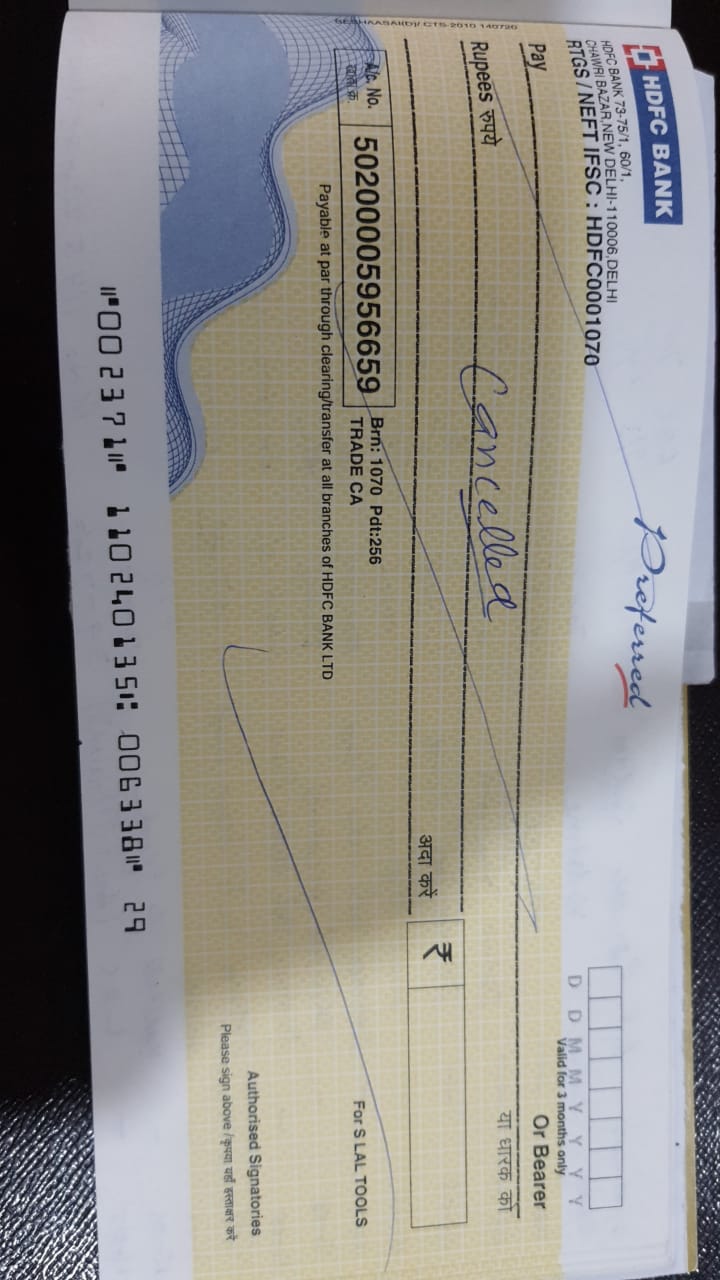 HDFC BANK
Preferred
HDFC BANK 73-75/1, 60/1,
CHAWRI BAZAR,NEW DELHI-110006,DELHI
RTGS / NEFT IFSC : HDFC0001070
D D M M Y Y Y Y
Valid for 3 months only
Pay
Or Bearer
या धारक को
Rupees रुपये
Cancelled
अदा करें
₹
A/c. No.
खाता क्र.
50200005956659
Brn: 1070 Pdt:256
TRADE CA
For S LAL TOOLS
Payable at par through clearing/transfer at all branches of HDFC BANK LTD
Authorised Signatories
Please sign above / कृपया यहाँ हस्ताक्षर करें
CTS-2010 140720
⑈002371⑈ 110240135⑆ 006338⑈ 29